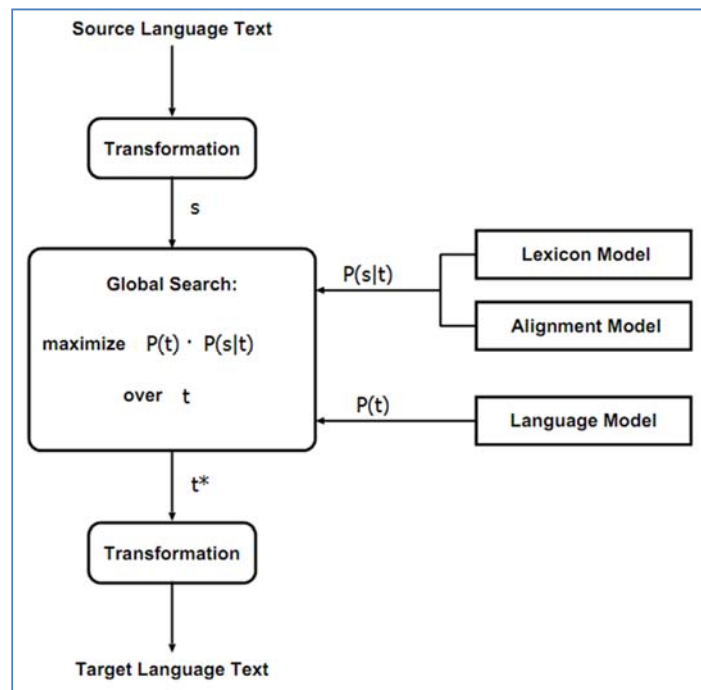 Source Language Text
Transformation
s
Global Search:
maximize P(t) · P(s|t)
over t
P(s|t)
Lexicon Model
Alignment Model
P(t)
Language Model
t*
Transformation
Target Language Text